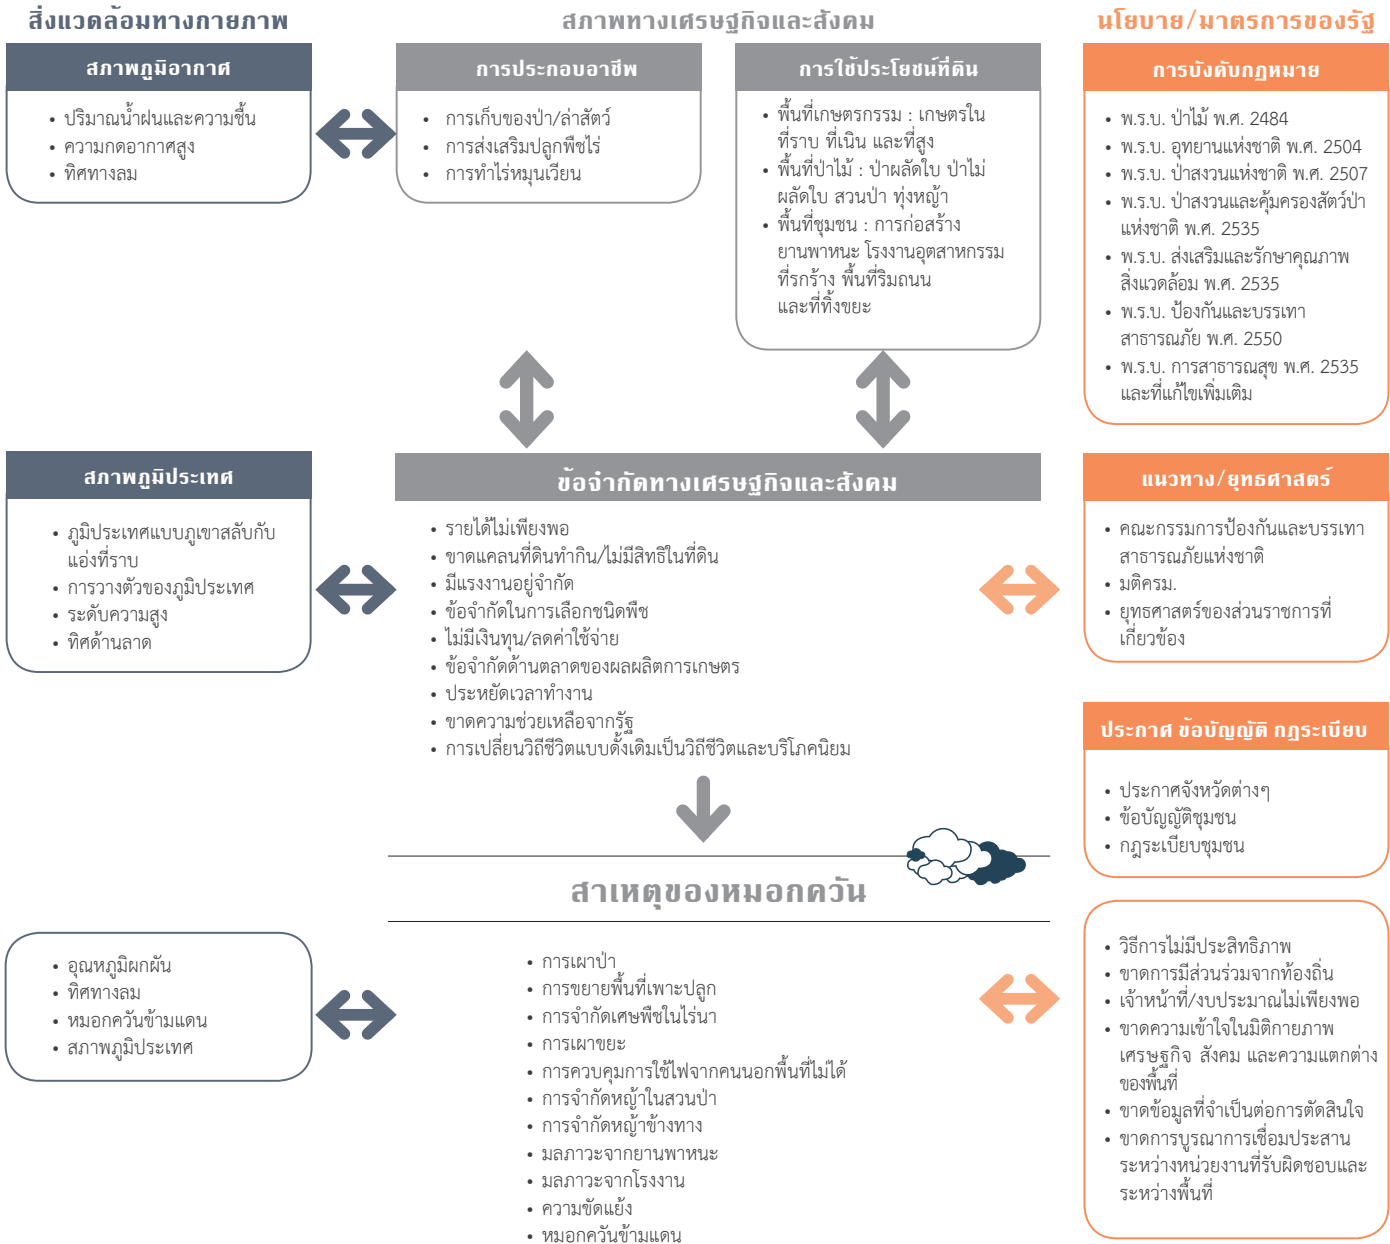 สิ่งแวดล้อมทางกายภาพ
สภาพภูมิอากาศ
• ปริมาณน้ำฝนและความชื้น
• ความกดอากาศสูง
• ทิศทางลม
สภาพภูมิประเทศ
• ภูมิประเทศแบบภูเขาสลับกับ
แอ่งที่ราบ
• การวางตัวของภูมิประเทศ
• ระดับความสูง
• ทิศด้านลาด
• อุณหภูมิผกผัน
• ทิศทางลม
• หมอกควันข้ามแดน
• สภาพภูมิประเทศ
สภาพทางเศรษฐกิจและสังคม
การประกอบอาชีพ
• การเก็บของป่า/ล่าสัตว์
• การส่งเสริมปลูกพืชไร่
• การทำไร่หมุนเวียน
การใช้ประโยชน์ที่ดิน
• พื้นที่เกษตรกรรม : เกษตรใน
ที่ราบ ที่เนิน และที่สูง
• พื้นที่ป่าไม้ : ป่าผลัดใบ ป่าไม่
ผลัดใบ สวนป่า ทุ่งหญ้า
• พื้นที่ชุมชน : การก่อสร้าง
ยานพาหนะ โรงงานอุตสาหกรรม
ที่รกร้าง พื้นที่ริมถนน
และที่ทิ้งขยะ
ข้อจำกัดทางเศรษฐกิจและสังคม
• รายได้ไม่เพียงพอ
• ขาดแคลนที่ดินทำกิน/ไม่มีสิทธิในที่ดิน
• มีแรงงานอยู่จำกัด
• ข้อจำกัดในการเลือกชนิดพืช
• ไม่มีเงินทุน/ลดค่าใช้จ่าย
• ข้อจำกัดด้านตลาดของผลผลิตการเกษตร
• ประหยัดเวลาทำงาน
• ขาดความช่วยเหลือจากรัฐ
• การเปลี่ยนวิถีชีวิตแบบดั้งเดิมเป็นวิถีชีวิตและบริโภคนิยม
สาเหตุของหมอกควัน
• การเผาป่า
• การขยายพื้นที่เพาะปลูก
• การจำกัดเศษพืชในไร่นา
• การเผาขยะ
• การควบคุมการใช้ไฟจากคนนอกพื้นที่ไม่ได้
• การจำกัดหญ้าในสวนป่า
• การจำกัดหญ้าข้างทาง
• มลภาวะจากยานพาหนะ
• มลภาวะจากโรงงาน
• ความขัดแย้ง
• หมอกควันข้ามแดน
นโยบาย/มาตรการของรัฐ
การบังคับกฎหมาย
• พ.ร.บ. ป่าไม้ พ.ศ. 2484
• พ.ร.บ. อุทยานแห่งชาติ พ.ศ. 2504
• พ.ร.บ. ป่าสงวนแห่งชาติ พ.ศ. 2507
• พ.ร.บ. ป่าสงวนและคุ้มครองสัตว์ป่า
แห่งชาติ พ.ศ. 2535
• พ.ร.บ. ส่งเสริมและรักษาคุณภาพ
สิ่งแวดล้อม พ.ศ. 2535
• พ.ร.บ. ป้องกันและบรรเทา
สาธารณภัย พ.ศ. 2550
• พ.ร.บ. การสาธารณสุข พ.ศ. 2535
และที่แก้ไขเพิ่มเติม
แนวทาง/ยุทธศาสตร์
• คณะกรรมการป้องกันและบรรเทา
สาธารณภัยแห่งชาติ
• มติครม.
• ยุทธศาสตร์ของส่วนราชการที่
เกี่ยวข้อง
ประกาศ ข้อบัญญัติ กฎระเบียบ
• ประกาศจังหวัดต่างๆ
• ข้อบัญญัติชุมชน
• กฎระเบียบชุมชน
• วิธีการไม่มีประสิทธิภาพ
• ขาดการมีส่วนร่วมจากท้องถิ่น
• เจ้าหน้าที่/งบประมาณไม่เพียงพอ
• ขาดความเข้าใจในมิติกายภาพ
เศรษฐกิจ สังคม และความแตกต่าง
ของพื้นที่
• ขาดข้อมูลที่จำเป็นต่อการตัดสินใจ
• ขาดการบูรณาการเชื่อมประสาน
ระหว่างหน่วยงานที่รับผิดชอบและ
ระหว่างพื้นที่